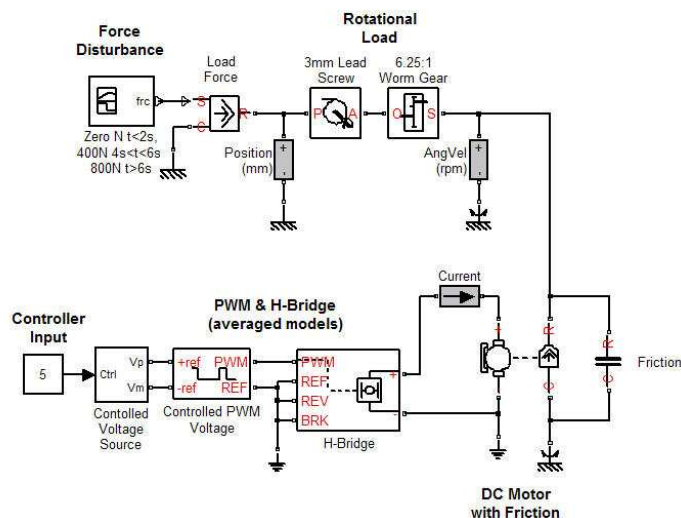 Force
Disturbance
frc
Zero N t<2s,
400N 4s<t<6s
800N t>6s
Load
Force
S
C
R
Position
(mm)
+
-
Rotational
Load
3mm Lead
Screw
P
A
6.25:1
Worm Gear
O
S
AngVel
(rpm)
+
-
Controller
Input
5
Ctrl
Vp
Vm
Contolled
Voltage
Source
PWM & H-Bridge
(averaged models)
+ref
-ref
PWM
REF
Controlled PWM
Voltage
PWM
REF
REV
BRK
+
-
H-Bridge
Current
+
-
R
C
R
C
Friction
DC Motor
with Friction